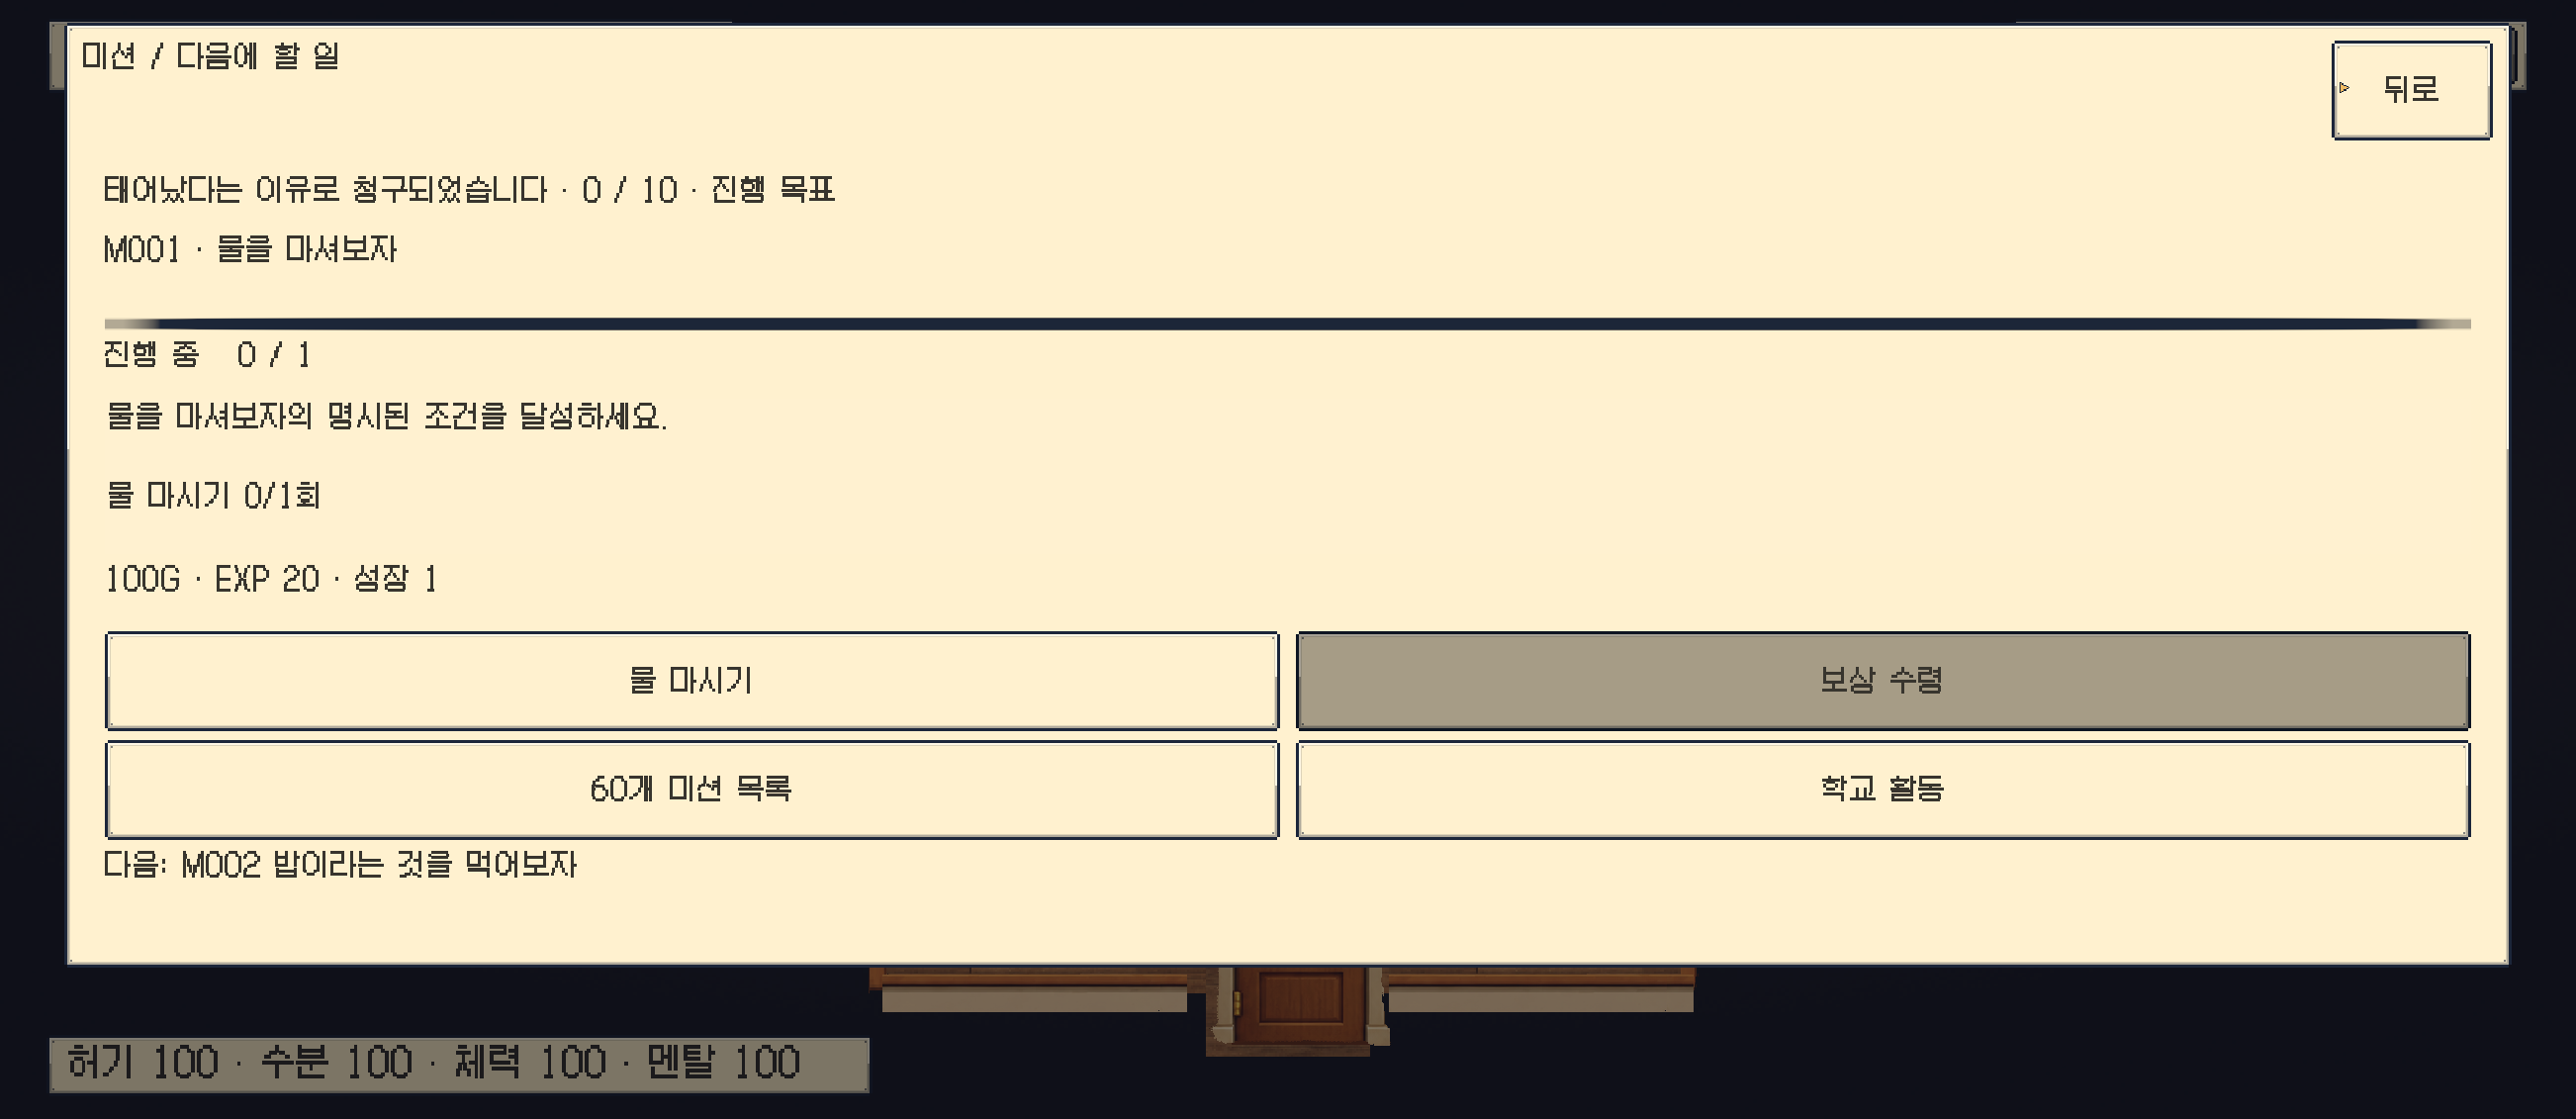 미션 / 다음에 할 일
뒤로
태어났다는 이유로 청구되었습니다 · 0 / 10 · 진행 목표
M001 · 물을 마셔보자
진행 중 0 / 1
물을 마셔보자의 명시된 조건을 달성하세요.
물 마시기 0/1회
100G · EXP 20 · 성장 1
물 마시기
보상 수령
60개 미션 목록
학교 활동
다음: M002 밥이라는 것을 먹어보자
허기 100 · 수분 100 · 체력 100 · 멘탈 100